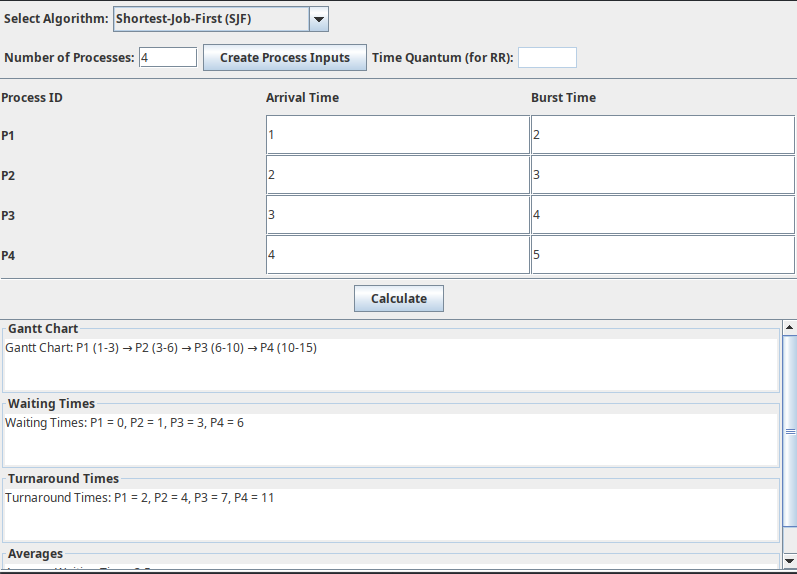 Select Algorithm: Shortest-Job-First (SJF)
Number of Processes: 4 Create Process Inputs Time Quantum (for RR):
Process ID Arrival Time Burst Time
P1 1 2
P2 2 3
P3 3 4
P4 4 5
Calculate
Gantt Chart
Gantt Chart: P1 (1-3) → P2 (3-6) → P3 (6-10) → P4 (10-15)
Waiting Times
Waiting Times: P1 = 0, P2 = 1, P3 = 3, P4 = 6
Turnaround Times
Turnaround Times: P1 = 2, P2 = 4, P3 = 7, P4 = 11
Averages